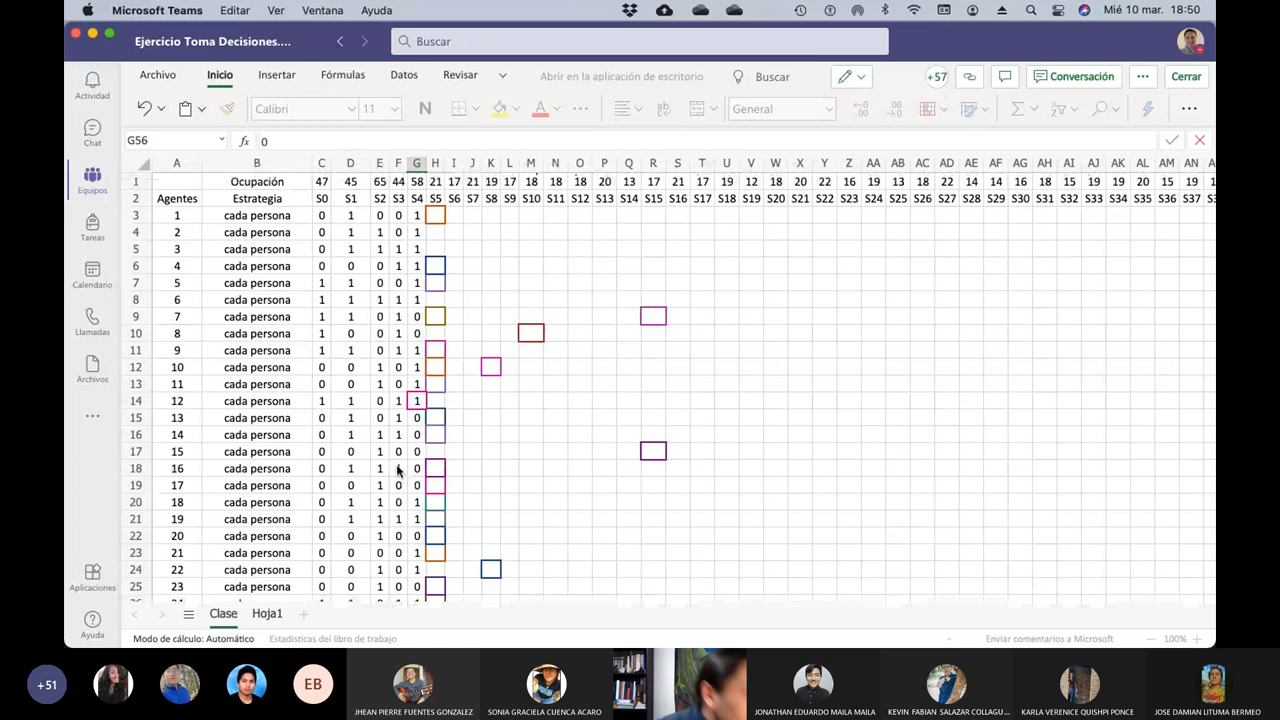 Microsoft Teams Editar Ver Ventana Ayuda Mié 10 mar. 18:50
Ejercicio Toma Decisiones.... Buscar
Actividad
Chat
Equipos
Tareas
Calendario
Llamadas
Archivos
Aplicaciones
Ayuda
Archivo Inicio Insertar Fórmulas Datos Revisar Abrir en la aplicación de escritorio Buscar +57 Conversación Cerrar
Calibri 11 N A General
G56 fx 0
A B C D E F G H I J K L M N O P Q R S T U V W X Y Z AA AB AC AD AE AF AG AH AI AJ AK AL AM AN
1 Ocupación 47 45 65 44 58 21 17 21 19 17 18 18 18 20 13 17 21 17 19 12 19 20 22 16 19 13 18 22 14 19 14 20 16 18 15 19 20 16 15 19
2 Agentes Estrategia S0 S1 S2 S3 S4 S5 S6 S7 S8 S9 S10 S11 S12 S13 S14 S15 S16 S17 S18 S19 S20 S21 S22 S23 S24 S25 S26 S27 S28 S29 S30 S31 S32 S33 S34 S35 S36 S37
3 1 cada persona 0 1 0 0 1
4 2 cada persona 0 1 1 0 1
5 3 cada persona 0 1 1 1 1
6 4 cada persona 0 0 0 1 1
7 5 cada persona 1 1 0 0 1
8 6 cada persona 1 1 1 1 1
9 7 cada persona 1 1 0 1 0
10 8 cada persona 1 0 0 1 0
11 9 cada persona 1 1 0 1 1
12 10 cada persona 0 0 1 0 1
13 11 cada persona 0 0 1 0 1
14 12 cada persona 1 1 0 1 1
15 13 cada persona 0 1 0 1 0
16 14 cada persona 0 1 1 1 0
17 15 cada persona 0 0 1 0 0
18 16 cada persona 0 1 1 0
19 17 cada persona 0 0 1 0 0
20 18 cada persona 0 1 1 0 1
21 19 cada persona 0 1 1 1 1
22 20 cada persona 0 0 1 0 0
23 21 cada persona 0 0 0 0 1
24 22 cada persona 0 0 1 0 1
25 23 cada persona 0 0 1 0 0
Clase Hoja1
Modo de cálculo: Automático Estadísticas del libro de trabajo Enviar comentarios a Microsoft 100%
+51 EB
JHEAN PIERRE FUENTES GONZALEZ
SONIA GRACIELA CUENCA ACARO
JONATHAN EDUARDO MAILA MAILA
KEVIN FABIAN SALAZAR COLLAGU...
KARLA VERENICE QUISHPI PONCE
JOSE DAMIAN LITUMA BERMEO